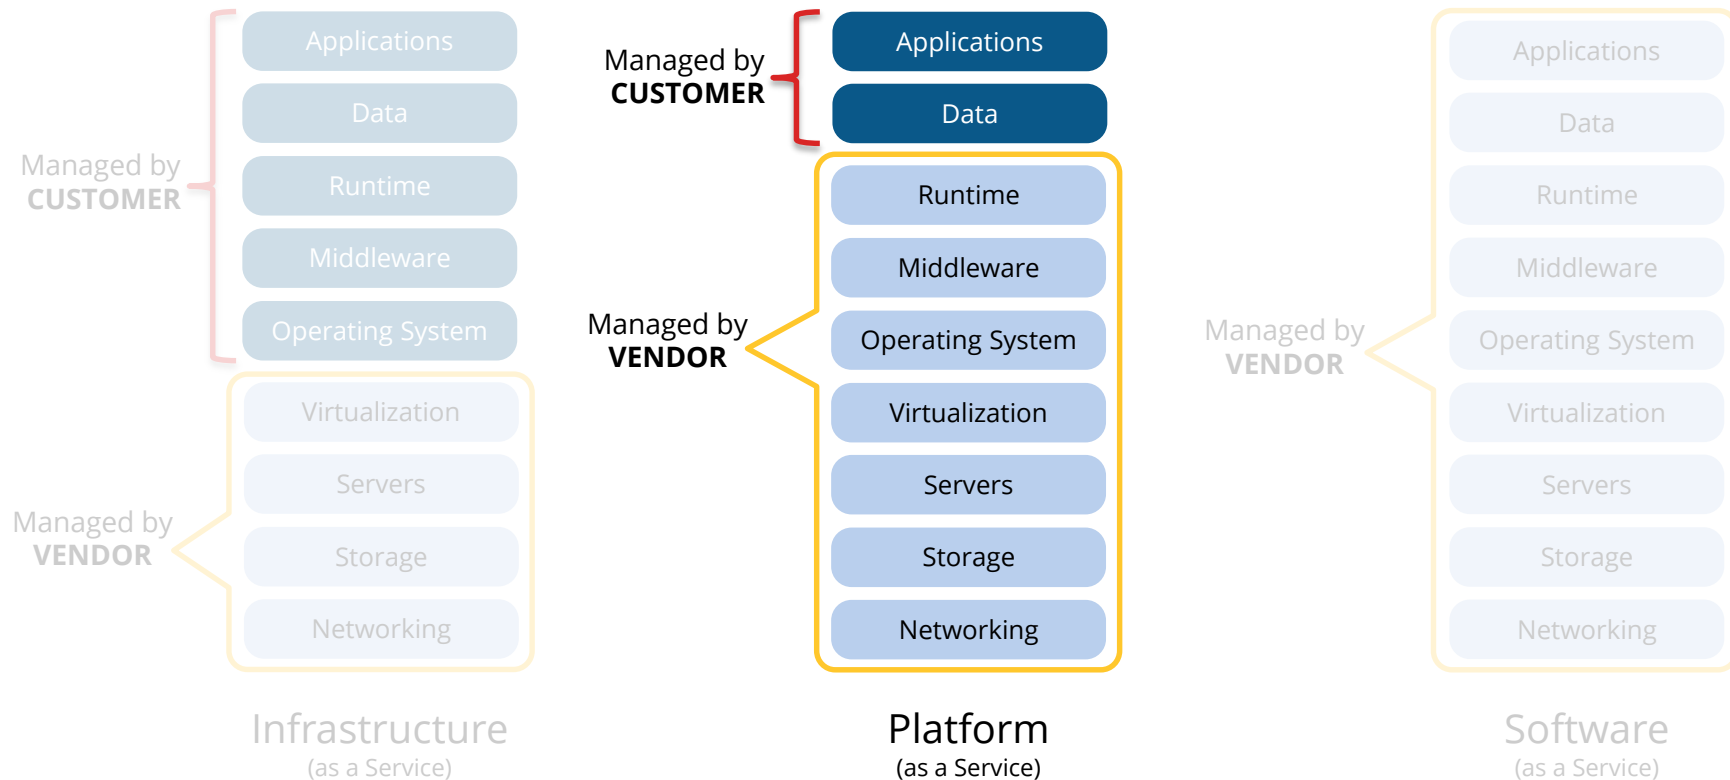 Managed by
CUSTOMER
Applications
Data
Runtime
Middleware
Operating System
Managed by
VENDOR
Virtualization
Servers
Storage
Networking
Infrastructure
(as a Service)
Managed by
CUSTOMER
Applications
Data
Managed by
VENDOR
Runtime
Middleware
Operating System
Virtualization
Servers
Storage
Networking
Platform
(as a Service)
Managed by
VENDOR
Applications
Data
Runtime
Middleware
Operating System
Virtualization
Servers
Storage
Networking
Software
(as a Service)